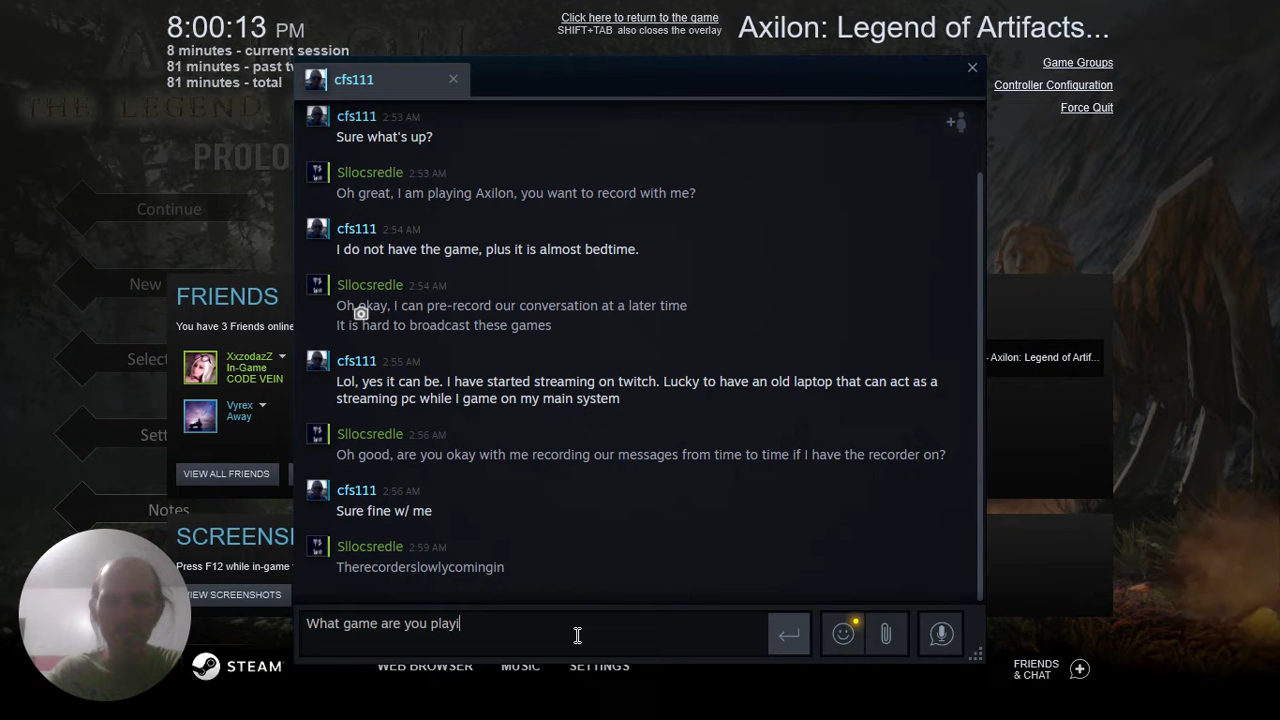 8:00:13 PM
8 minutes - current session
81 minutes - past tw
81 minutes - total
Click here to return to the game
SHIFT+TAB also closes the overlay
Axilon: Legend of Artifacts...
Game Groups
Controller Configuration
Force Quit
THE LEGEND
PROLO
Continue
New
Select
Sett
Notes
FRIENDS
You have 3 Friends online
XxzodazZ
In-Game
CODE VEIN
Vyrex
Away
VIEW ALL FRIENDS
SCREENSH
Press F12 while in-game
VIEW SCREENSHOTS
- Axilon: Legend of Artif...
cfs111
cfs111 2:53 AM
Sure what's up?
Sllocsredle 2:53 AM
Oh great, I am playing Axilon, you want to record with me?
cfs111 2:54 AM
I do not have the game, plus it is almost bedtime.
Sllocsredle 2:54 AM
Oh okay, I can pre-record our conversation at a later time
It is hard to broadcast these games
cfs111 2:55 AM
Lol, yes it can be. I have started streaming on twitch. Lucky to have an old laptop that can act as a
streaming pc while I game on my main system
Sllocsredle 2:56 AM
Oh good, are you okay with me recording our messages from time to time if I have the recorder on?
cfs111 2:56 AM
Sure fine w/ me
Sllocsredle 2:59 AM
Therecorderslowlycomingin
What game are you playi
STEAM
WEB BROWSER
MUSIC
SETTINGS
FRIENDS
& CHAT